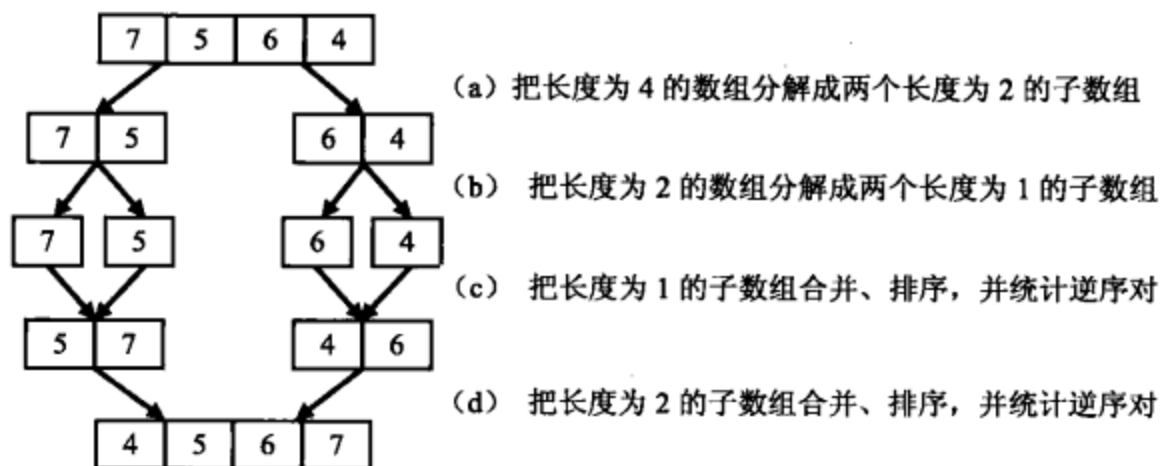 7 5 6 4
(a)把长度为 4 的数组分解成两个长度为 2 的子数组
7 5 6 4
(b) 把长度为 2 的数组分解成两个长度为 1 的子数组
7 5 6 4
(c) 把长度为 1 的子数组合并、排序，并统计逆序对
5 7 4 6
(d) 把长度为 2 的子数组合并、排序，并统计逆序对
4 5 6 7